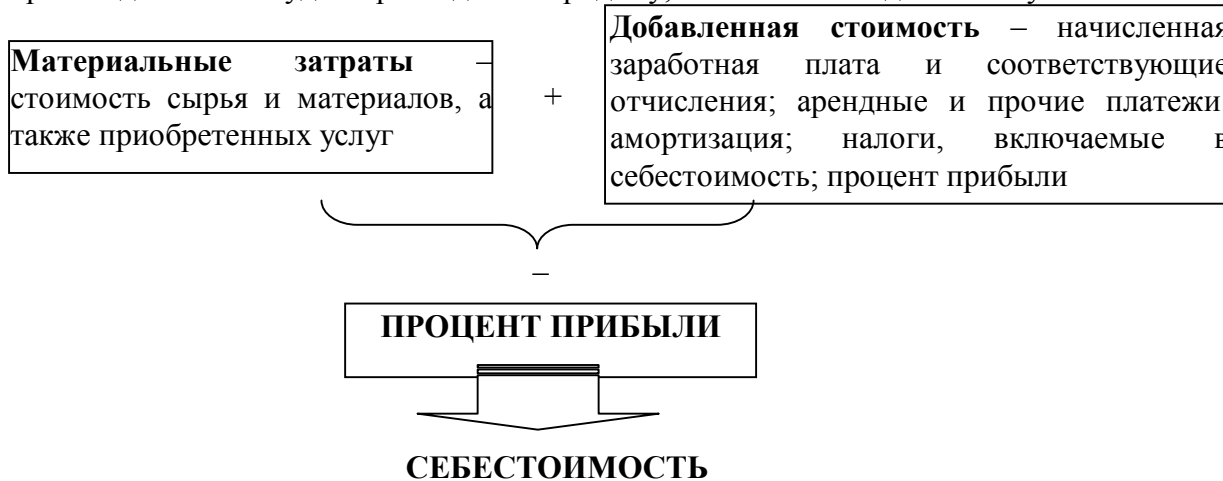 Материальные затраты –
стоимость сырья и материалов, а
также приобретенных услуг
+
Добавленная стоимость – начисленная
заработная плата и соответствующие
отчисления; арендные и прочие платежи
амортизация; налоги, включаемые в
себестоимость; процент прибыли
–
ПРОЦЕНТ ПРИБЫЛИ
СЕБЕСТОИМОСТЬ